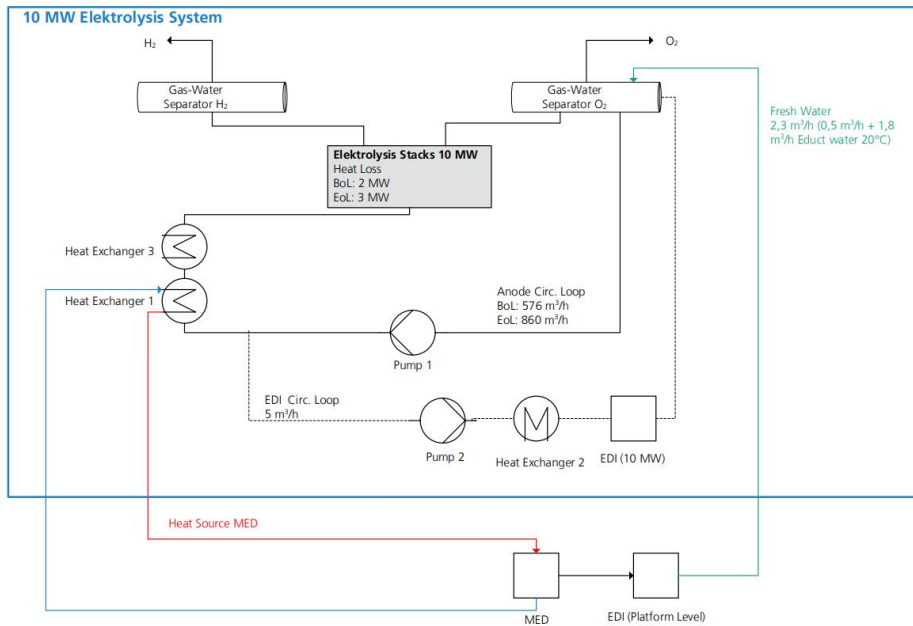 10 MW Elektrolysis System
H₂
O₂
Gas-Water
Separator H₂
Gas-Water
Separator O₂
Fresh Water
2,3 m³/h (0,5 m³/h + 1,8
m³/h Educt water 20°C)
Elektrolysis Stacks 10 MW
Heat Loss
BoL: 2 MW
EoL: 3 MW
Heat Exchanger 3
Heat Exchanger 1
Anode Circ. Loop
BoL: 576 m³/h
EoL: 860 m³/h
Pump 1
EDI Circ. Loop
5 m³/h
Pump 2
Heat Exchanger 2
EDI (10 MW)
Heat Source MED
MED
EDI (Platform Level)